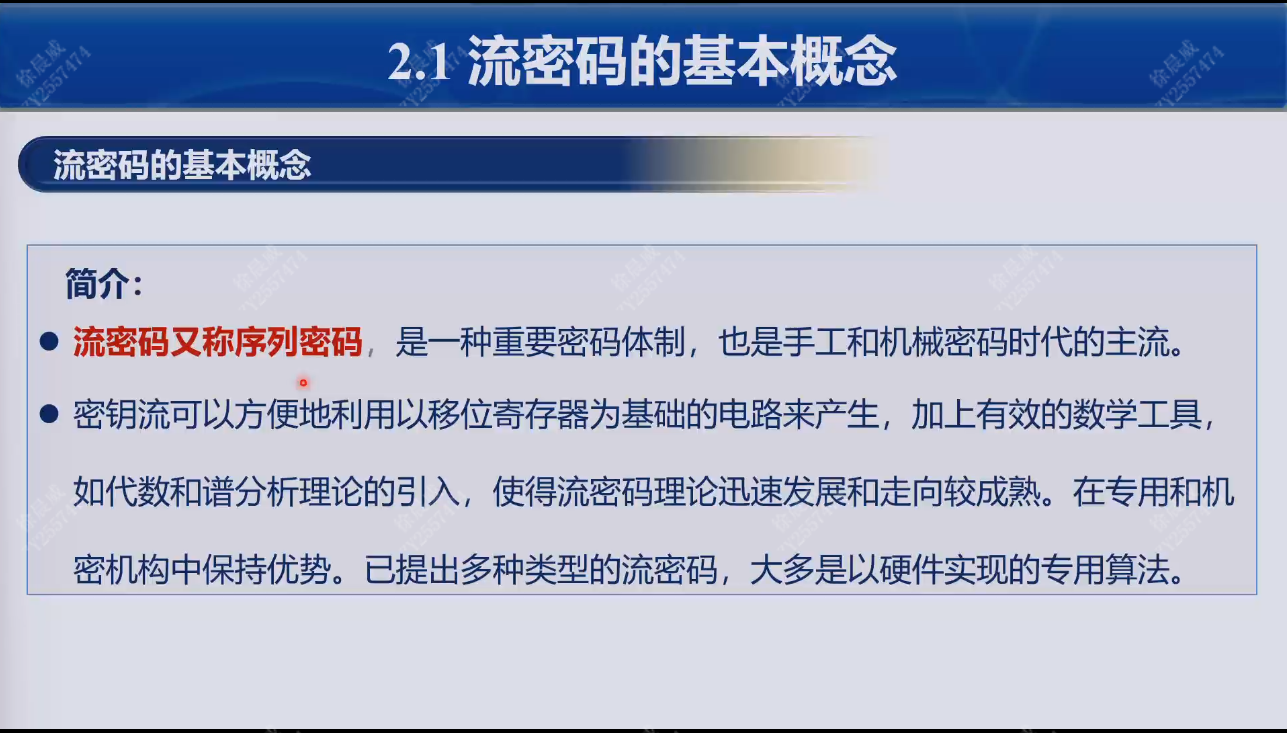 2.1 流密码的基本概念
流密码的基本概念
简介：
流密码又称序列密码，是一种重要密码体制，也是手工和机械密码时代的主流。
密钥流可以方便地利用以移位寄存器为基础的电路来产生，加上有效的数学工具，
如代数和谱分析理论的引入，使得流密码理论迅速发展和走向较成熟。在专用和机
密机构中保持优势。已提出多种类型的流密码，大多是以硬件实现的专用算法。
徐晨威
ZY2557474